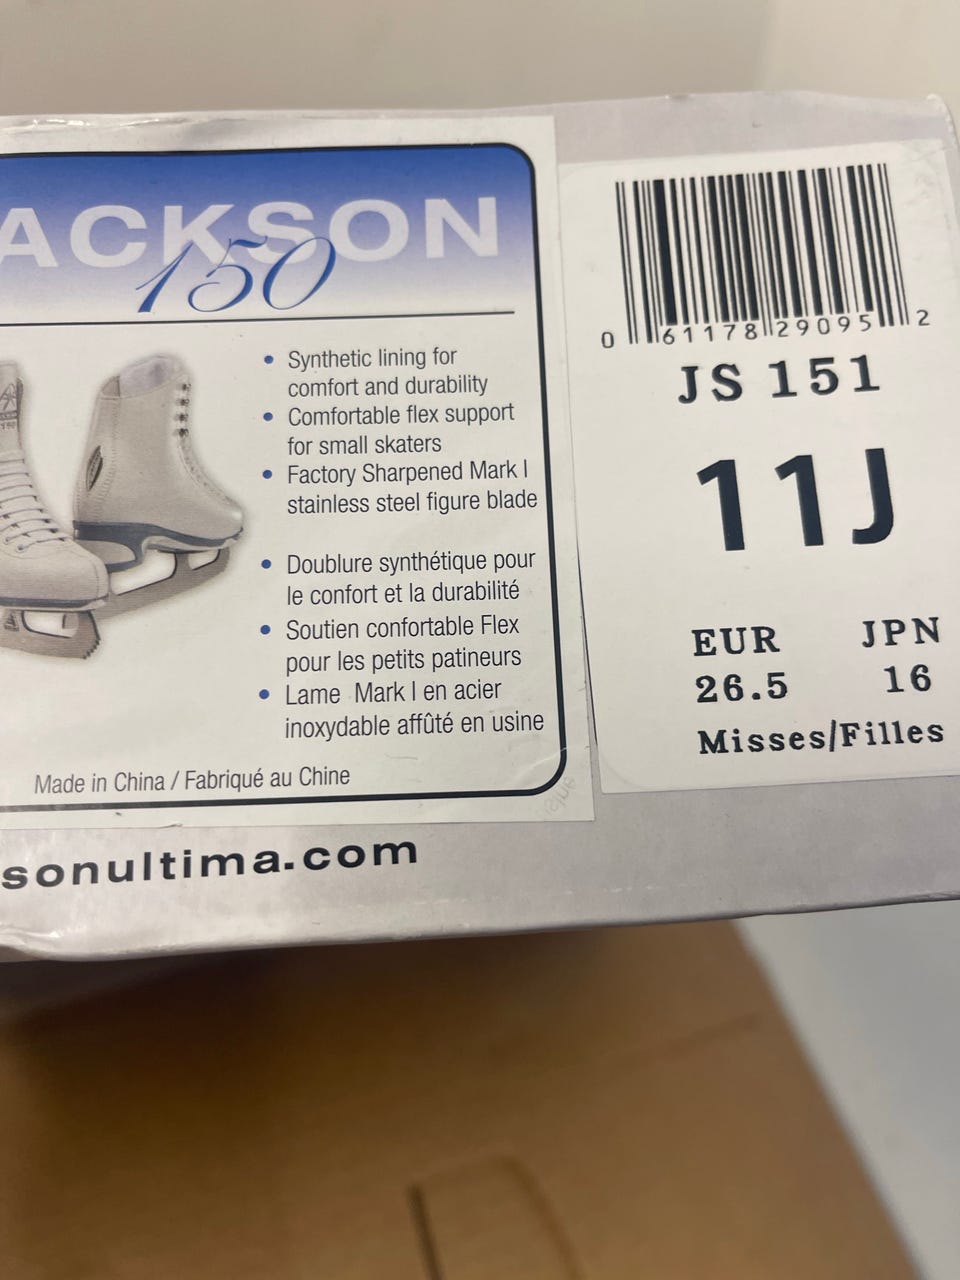 ACKSON
150
• Synthetic lining for
comfort and durability
• Comfortable flex support
for small skaters
• Factory Sharpened Mark I
stainless steel figure blade
• Doublure synthétique pour
le confort et la durabilité
• Soutien confortable Flex
pour les petits patineurs
• Lame Mark I en acier
inoxydable affûté en usine
Made in China / Fabriqué au Chine
sonultima.com
0 61178 29095 2
JS 151
11J
EUR JPN
26.5 16
Misses/Filles